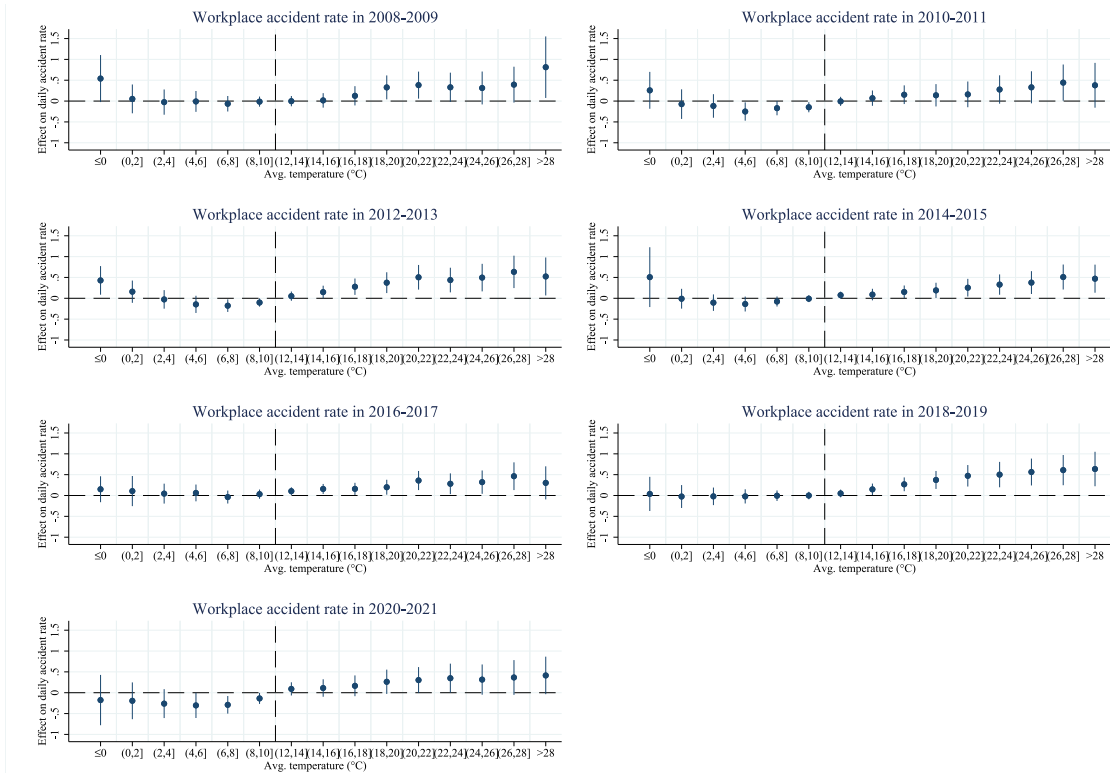 Workplace accident rate in 2008-2009
Effect on daily accident rate
-1 -.5 0 .5 1 1.5
≤0 (0,2] (2,4] (4,6] (6,8] (8,10] (12,14] (14,16] (16,18] (18,20] (20,22] (22,24] (24,26] (26,28] >28
Avg. temperature (°C)
Workplace accident rate in 2010-2011
Effect on daily accident rate
-1 -.5 0 .5 1 1.5
≤0 (0,2] (2,4] (4,6] (6,8] (8,10] (12,14] (14,16] (16,18] (18,20] (20,22] (22,24] (24,26] (26,28] >28
Avg. temperature (°C)
Workplace accident rate in 2012-2013
Effect on daily accident rate
-1 -.5 0 .5 1 1.5
≤0 (0,2] (2,4] (4,6] (6,8] (8,10] (12,14] (14,16] (16,18] (18,20] (20,22] (22,24] (24,26] (26,28] >28
Avg. temperature (°C)
Workplace accident rate in 2014-2015
Effect on daily accident rate
-1 -.5 0 .5 1 1.5
≤0 (0,2] (2,4] (4,6] (6,8] (8,10] (12,14] (14,16] (16,18] (18,20] (20,22] (22,24] (24,26] (26,28] >28
Avg. temperature (°C)
Workplace accident rate in 2016-2017
Effect on daily accident rate
-1 -.5 0 .5 1 1.5
≤0 (0,2] (2,4] (4,6] (6,8] (8,10] (12,14] (14,16] (16,18] (18,20] (20,22] (22,24] (24,26] (26,28] >28
Avg. temperature (°C)
Workplace accident rate in 2018-2019
Effect on daily accident rate
-1 -.5 0 .5 1 1.5
≤0 (0,2] (2,4] (4,6] (6,8] (8,10] (12,14] (14,16] (16,18] (18,20] (20,22] (22,24] (24,26] (26,28] >28
Avg. temperature (°C)
Workplace accident rate in 2020-2021
Effect on daily accident rate
-1 -.5 0 .5 1 1.5
≤0 (0,2] (2,4] (4,6] (6,8] (8,10] (12,14] (14,16] (16,18] (18,20] (20,22] (22,24] (24,26] (26,28] >28
Avg. temperature (°C)